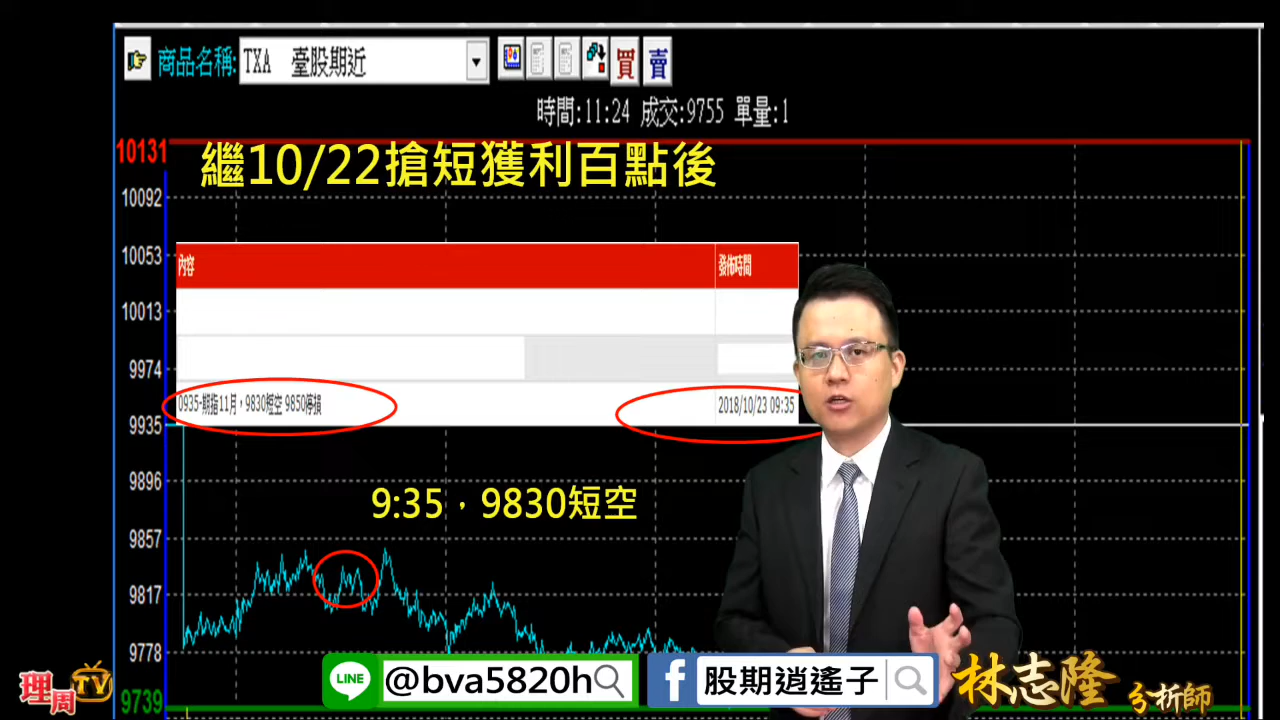 商品名稱: TXA 臺股期近 買 賣
時間:11:24 成交:9755 單量:1
10131
繼10/22搶短獲利百點後
10092
10053
內容 發佈時間
10013
9974
0935-期指11月,9830短空 9850停損 2018/10/23 09:35
9935
9896
9:35,9830短空
9857
9817
9778
9739
理周TV
LINE @bva5820h
f 股期逍遙子
林志隆 分析師